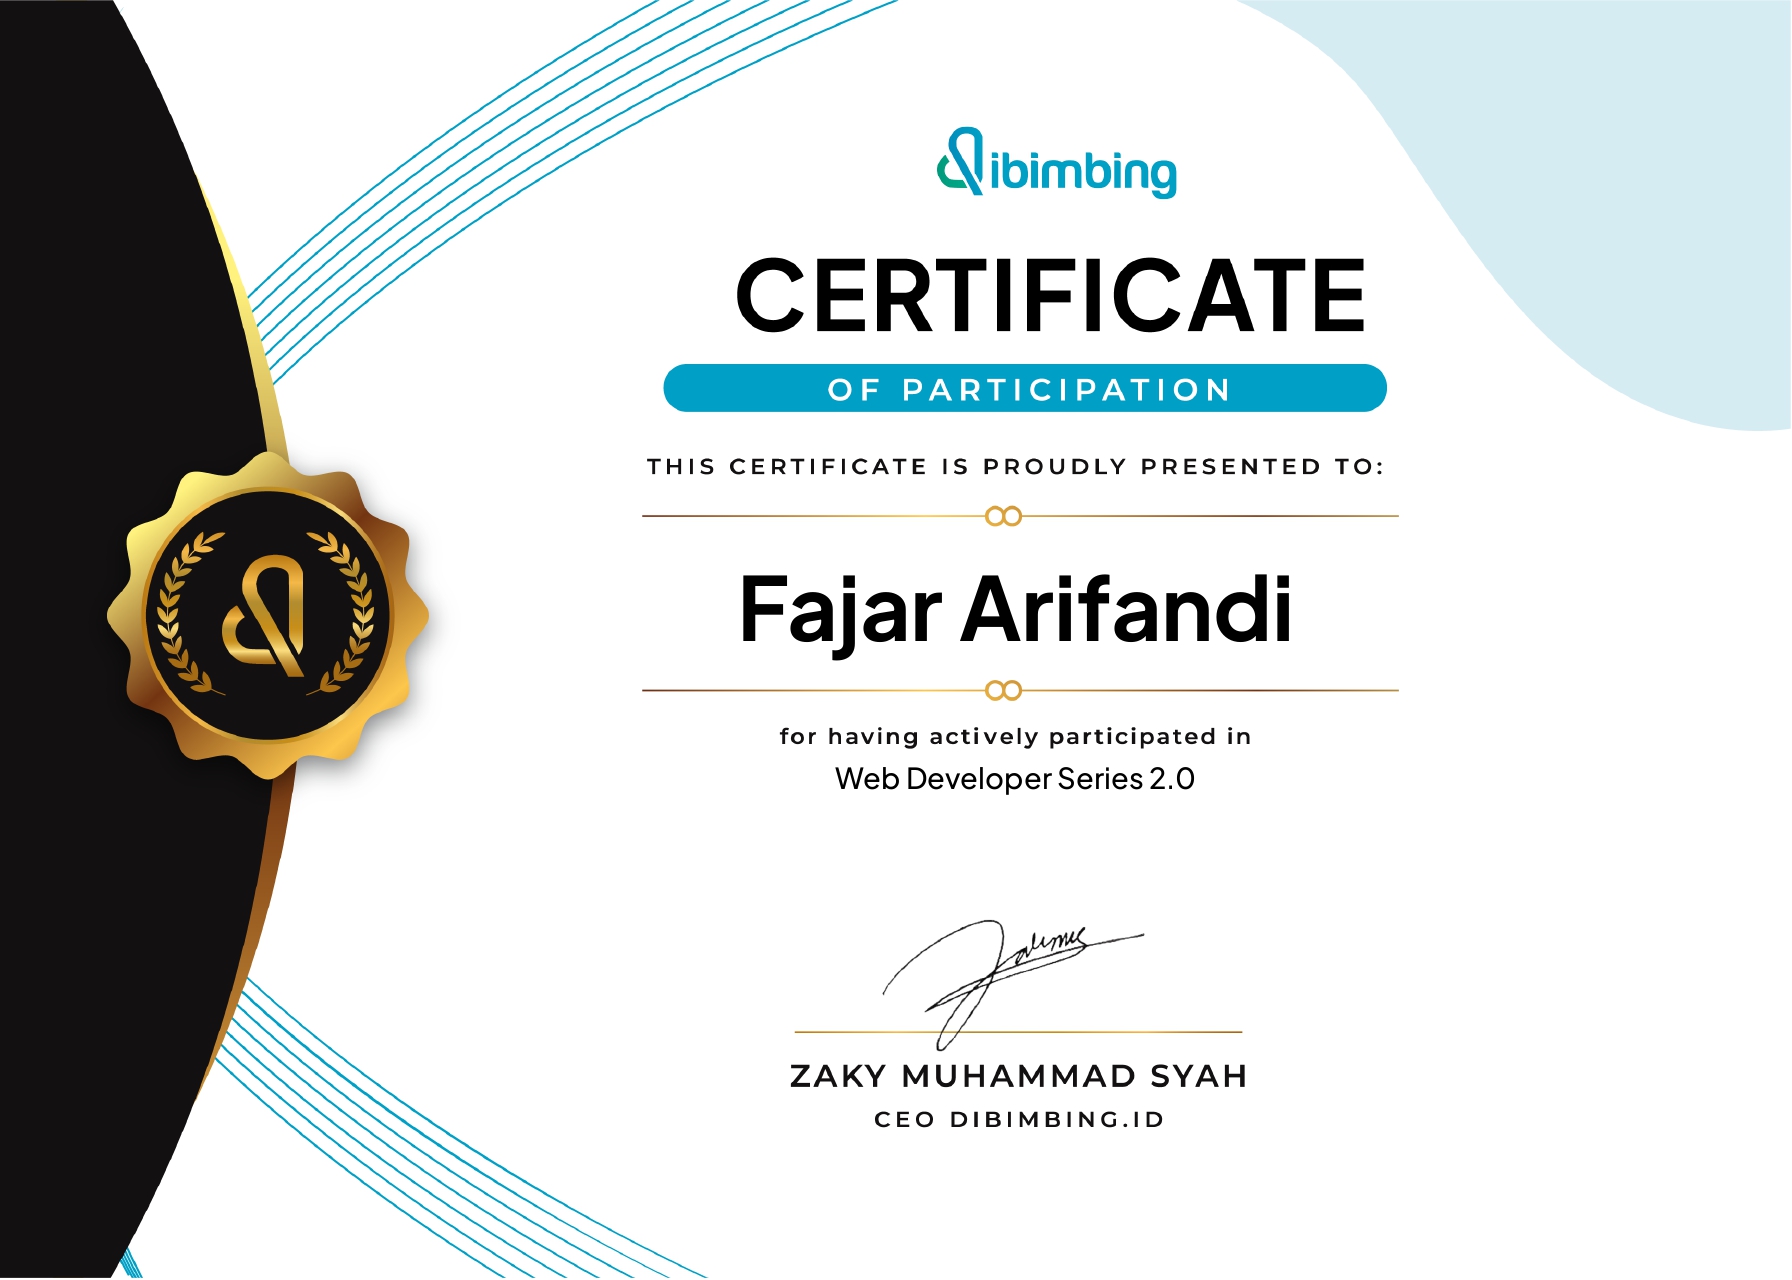 dibimbing
CERTIFICATE
OF PARTICIPATION
THIS CERTIFICATE IS PROUDLY PRESENTED TO:
Fajar Arifandi
for having actively participated in
Web Developer Series 2.0
ZAKY MUHAMMAD SYAH
CEO DIBIMBING.ID